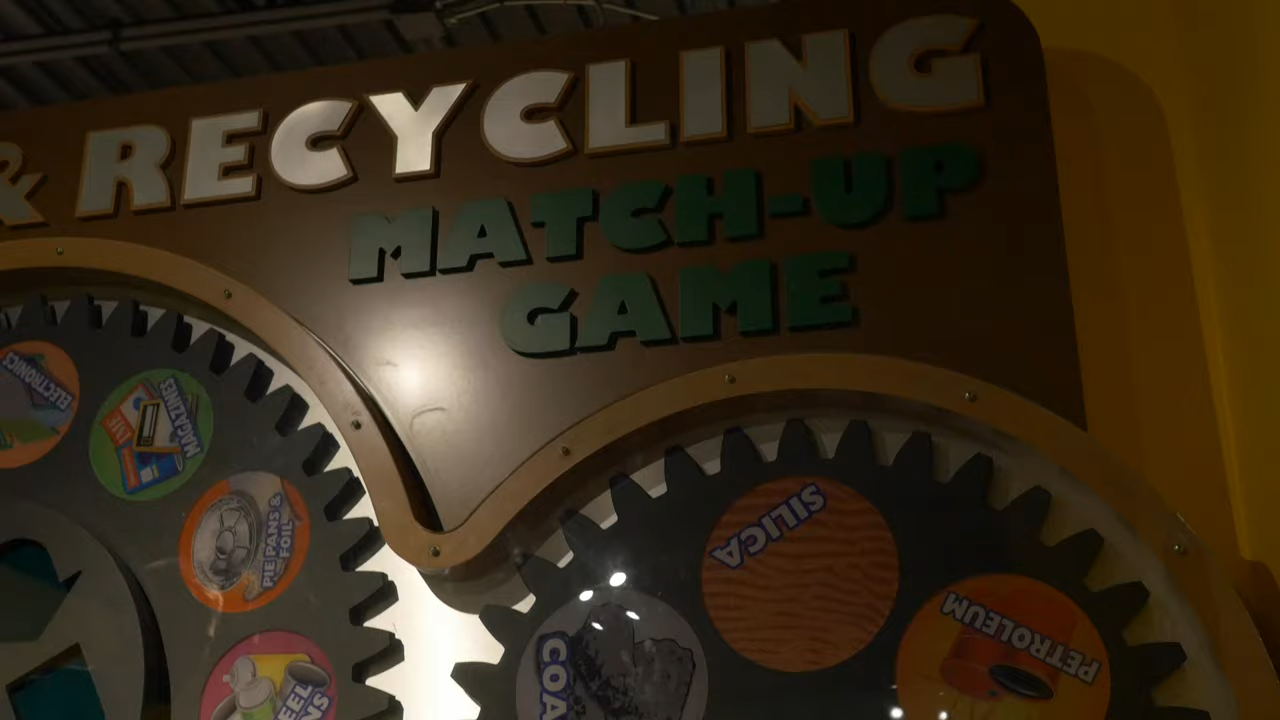 & RECYCLING
MATCH-UP
GAME
ELECTRONICS
MAGAZINES
PIE PANS &
FOIL
SILICA
PETROLEUM